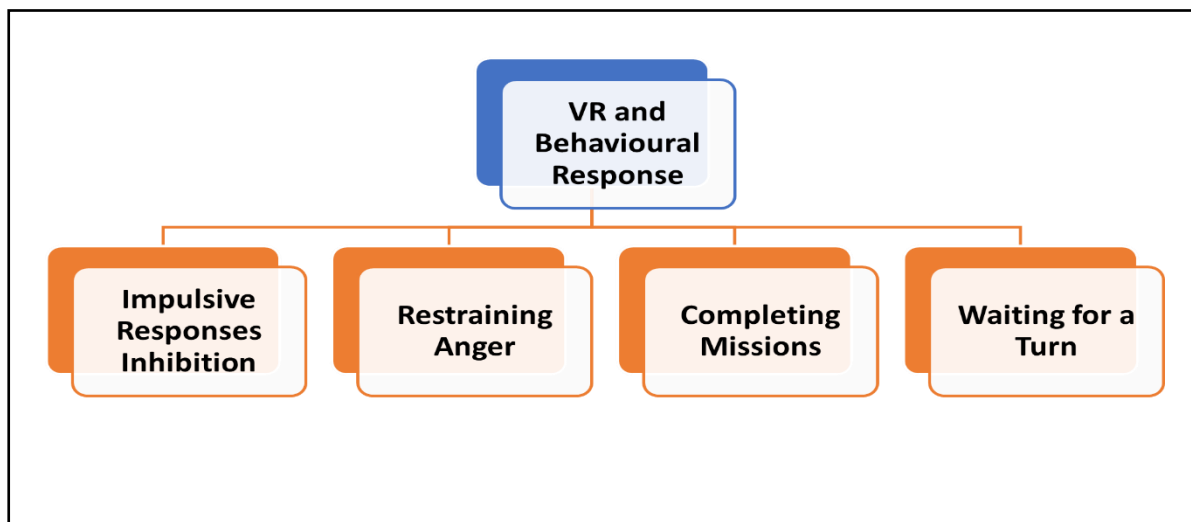 VR and
Behavioural
Response
Impulsive
Responses
Inhibition
Restraining
Anger
Completing
Missions
Waiting for a
Turn